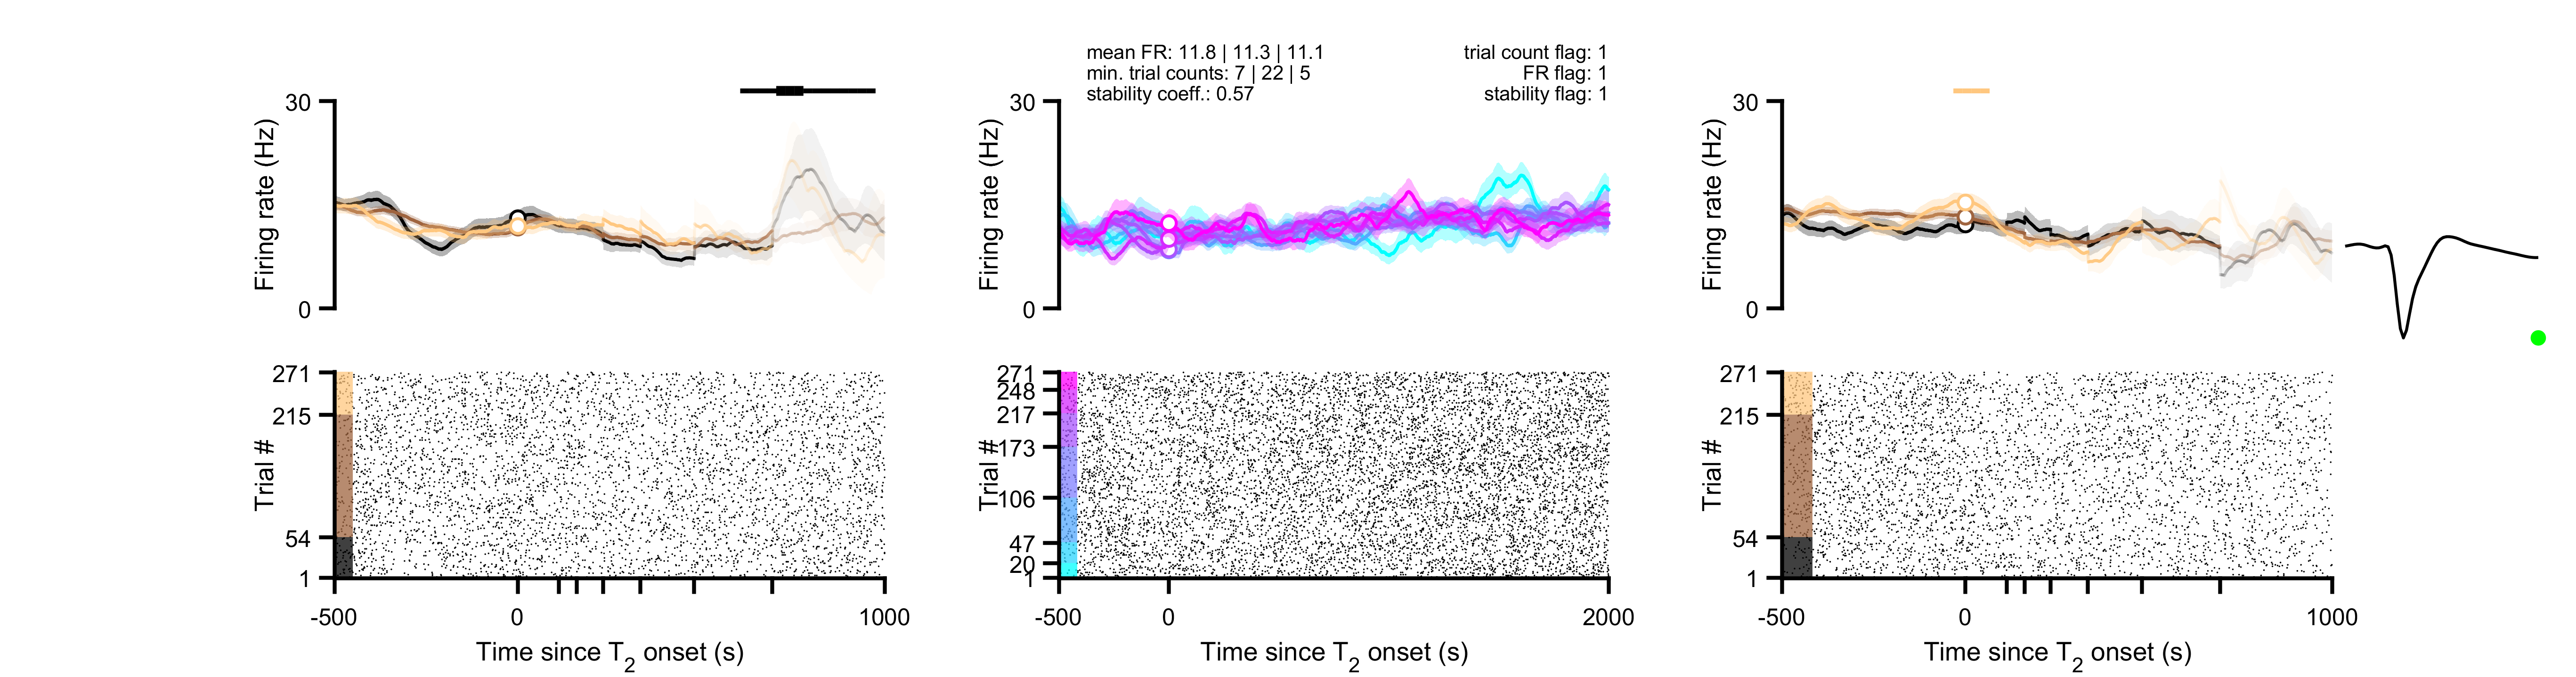 mean FR: 11.8 | 11.3 | 11.1
min. trial counts: 7 | 22 | 5
stability coeff.: 0.57
trial count flag: 1
FR flag: 1
stability flag: 1
Firing rate (Hz)
30
0
Trial #
271
215
54
1
-500
0
1000
Time since T2 onset (s)
Firing rate (Hz)
30
0
Trial #
271
248
217
173
106
47
20
1
-500
0
2000
Time since T2 onset (s)
Firing rate (Hz)
30
0
Trial #
271
215
54
1
-500
0
1000
Time since T2 onset (s)